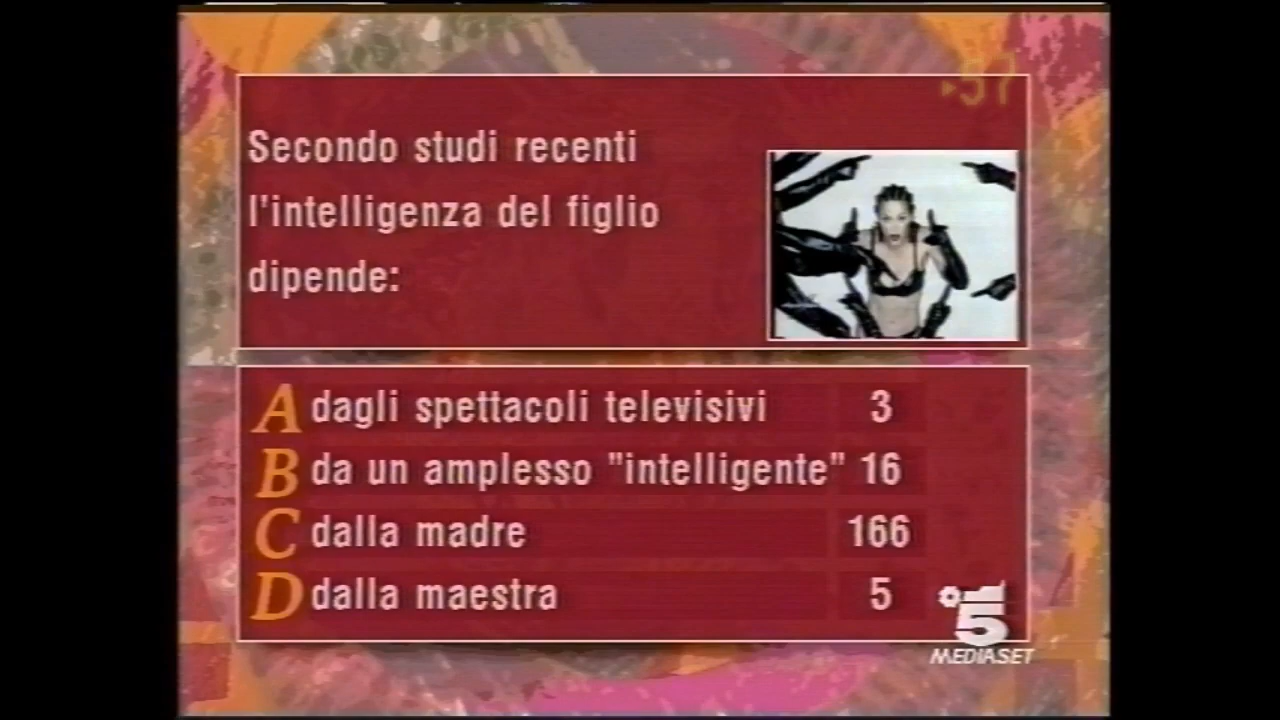 57
Secondo studi recenti
l'intelligenza del figlio
dipende:
A dagli spettacoli televisivi 3
B da un amplesso "intelligente" 16
C dalla madre 166
D dalla maestra 5
5
MEDIASET